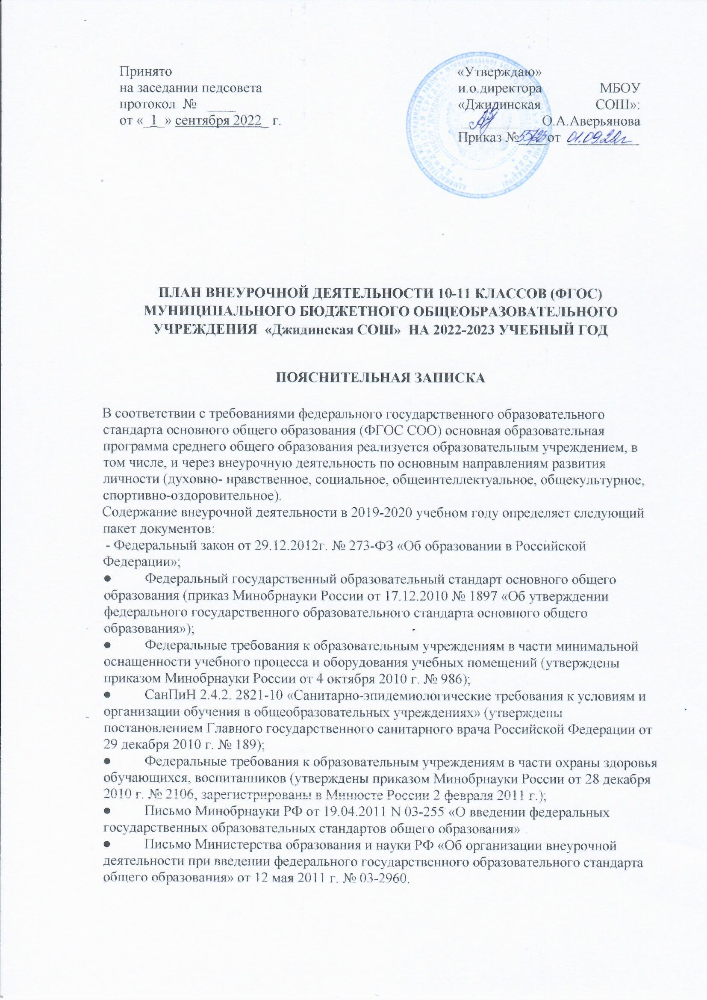 Принято
на заседании педсовета
протокол № ____
от «_1_» сентября 2022_ г.
«Утверждаю»
и.о.директора МБОУ
«Джидинская СОШ»:
________ О.А.Аверьянова
Приказ № от 01.09.22г
ПЛАН ВНЕУРОЧНОЙ ДЕЯТЕЛЬНОСТИ 10-11 КЛАССОВ (ФГОС)
МУНИЦИПАЛЬНОГО БЮДЖЕТНОГО ОБЩЕОБРАЗОВАТЕЛЬНОГО
УЧРЕЖДЕНИЯ «Джидинская СОШ» НА 2022-2023 УЧЕБНЫЙ ГОД
ПОЯСНИТЕЛЬНАЯ ЗАПИСКА
В соответствии с требованиями федерального государственного образовательного
стандарта основного общего образования (ФГОС СОО) основная образовательная
программа среднего общего образования реализуется образовательным учреждением, в
том числе, и через внеурочную деятельность по основным направлениям развития
личности (духовно- нравственное, социальное, общеинтеллектуальное, общекультурное,
спортивно-оздоровительное).
Содержание внеурочной деятельности в 2019-2020 учебном году определяет следующий
пакет документов:
- Федеральный закон от 29.12.2012г. № 273-ФЗ «Об образовании в Российской
Федерации»;
● Федеральный государственный образовательный стандарт основного общего
образования (приказ Минобрнауки России от 17.12.2010 № 1897 «Об утверждении
федерального государственного образовательного стандарта основного общего
образования»);
● Федеральные требования к образовательным учреждениям в части минимальной
оснащенности учебного процесса и оборудования учебных помещений (утверждены
приказом Минобрнауки России от 4 октября 2010 г. № 986);
● СанПиН 2.4.2. 2821-10 «Санитарно-эпидемиологические требования к условиям и
организации обучения в общеобразовательных учреждениях» (утверждены
постановлением Главного государственного санитарного врача Российской Федерации от
29 декабря 2010 г. № 189);
● Федеральные требования к образовательным учреждениям в части охраны здоровья
обучающихся, воспитанников (утверждены приказом Минобрнауки России от 28 декабря
2010 г. № 2106, зарегистрированы в Минюсте России 2 февраля 2011 г.);
● Письмо Минобрнауки РФ от 19.04.2011 N 03-255 «О введении федеральных
государственных образовательных стандартов общего образования»
● Письмо Министерства образования и науки РФ «Об организации внеурочной
деятельности при введении федерального государственного образовательного стандарта
общего образования» от 12 мая 2011 г. № 03-2960.